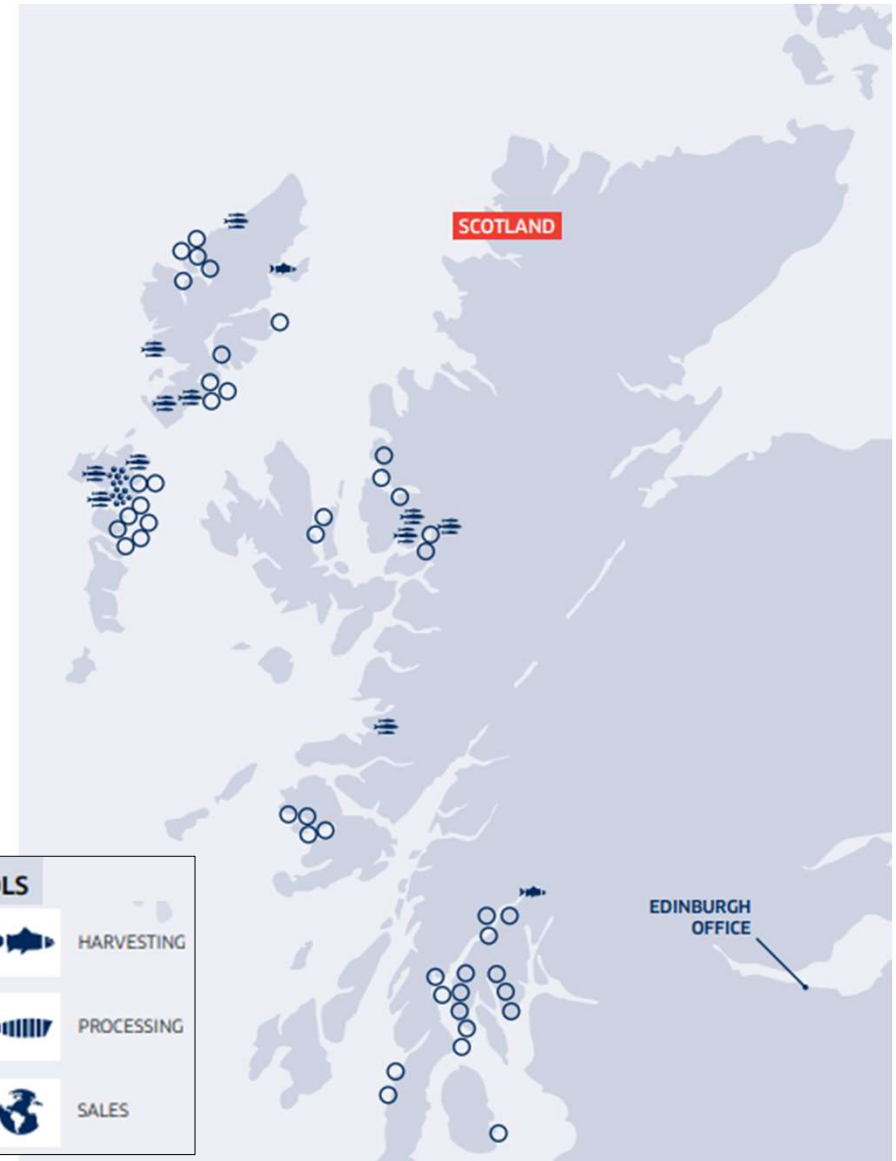 SCOTLAND
EDINBURGH
OFFICE
LS
HARVESTING
PROCESSING
SALES